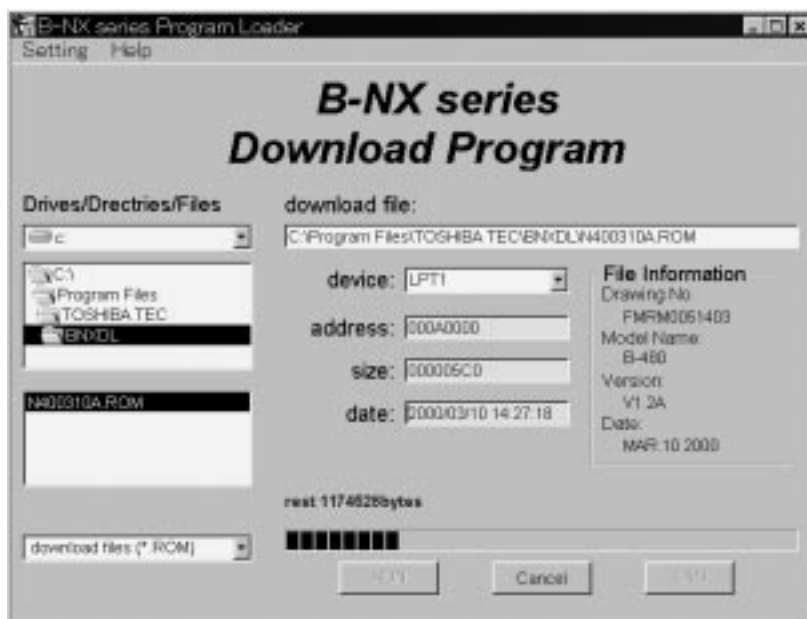 B-NX series Program Loader
Setting Help
B-NX series
Download Program
Drives/Drectries/Files
c:
C:\
Program Files
TOSHIBA TEC
BNXDL
N400310A.ROM
download files (*.ROM)
download file:
C:\Program Files\TOSHIBA TEC\BNXDL\N400310A.ROM
device: LPT1
address: 000A0000
size: 000005C0
date: 2000/03/10 14:27:18
File Information
Drawing No.
FMRM0051403
Model Name:
B-480
Version:
V1.2A
Date:
MAR.10 2000
rest 1174628bytes
Cancel